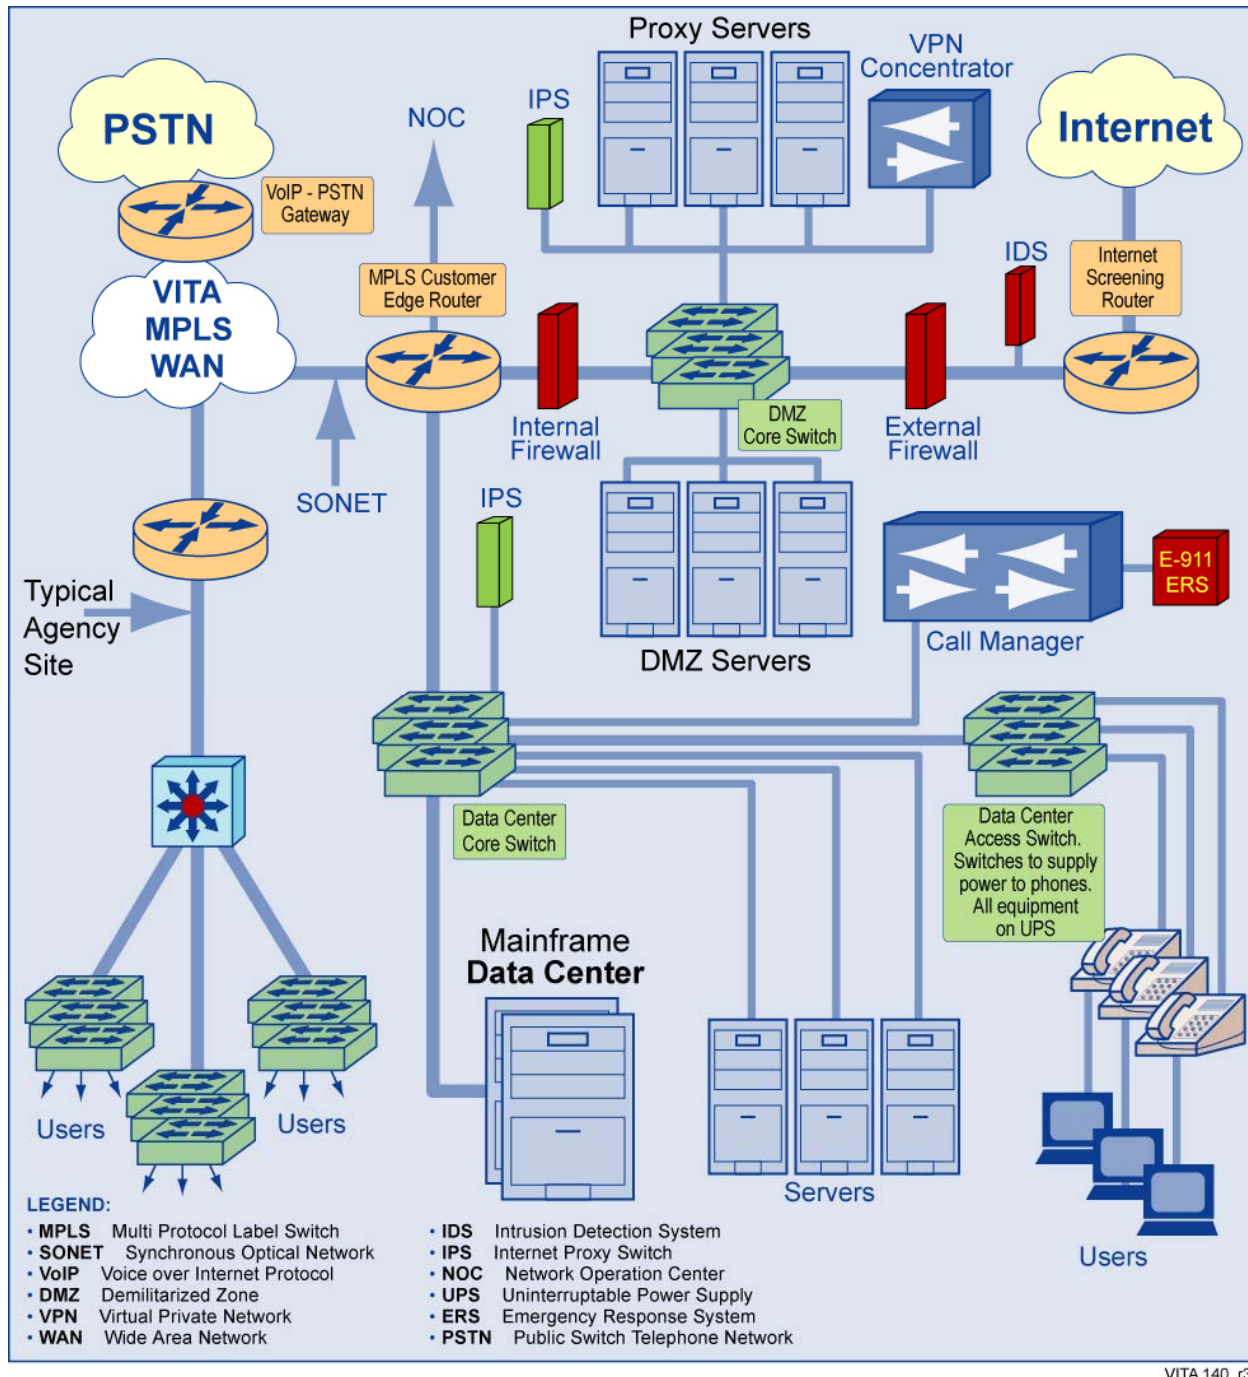 Proxy Servers
VPN
Concentrator
IPS
NOC
PSTN
Internet
VoIP - PSTN
Gateway
IDS
Internet
Screening
Router
MPLS Customer
Edge Router
VITA
MPLS
WAN
DMZ
Core Switch
Internal
Firewall
External
Firewall
SONET
IPS
E-911
ERS
Typical
Agency
Site
Call Manager
DMZ Servers
Data Center
Core Switch
Data Center
Access Switch.
Switches to supply
power to phones.
All equipment
on UPS
Mainframe
Data Center
Users
Users
Servers
Users
LEGEND:
• MPLS Multi Protocol Label Switch
• SONET Synchronous Optical Network
• VoIP Voice over Internet Protocol
• DMZ Demilitarized Zone
• VPN Virtual Private Network
• WAN Wide Area Network
• IDS Intrusion Detection System
• IPS Internet Proxy Switch
• NOC Network Operation Center
• UPS Uninterruptable Power Supply
• ERS Emergency Response System
• PSTN Public Switch Telephone Network
VITA 140 r3